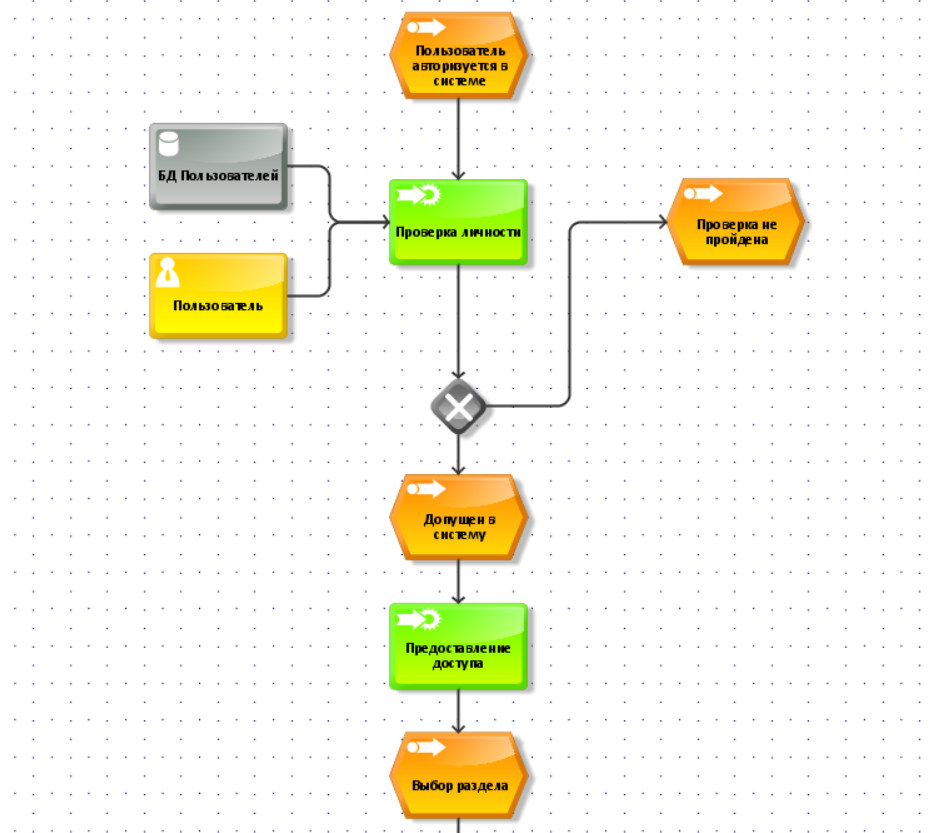 Пользователь
авторизуется в
системе
БД Пользователей
Проверка личности
Проверка не
пройдена
Пользователь
Допущен в
систему
Предоставление
доступа
Выбор раздела